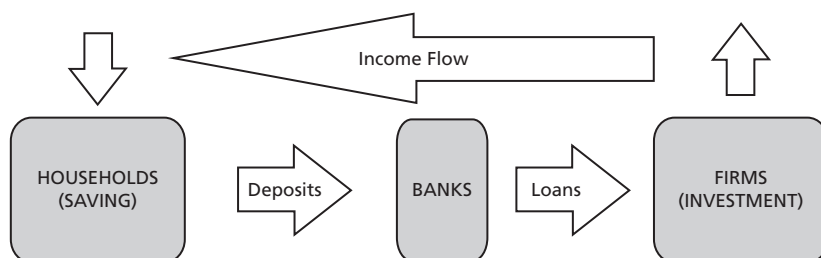 Income Flow
HOUSEHOLDS
(SAVING)
Deposits
BANKS
Loans
FIRMS
(INVESTMENT)